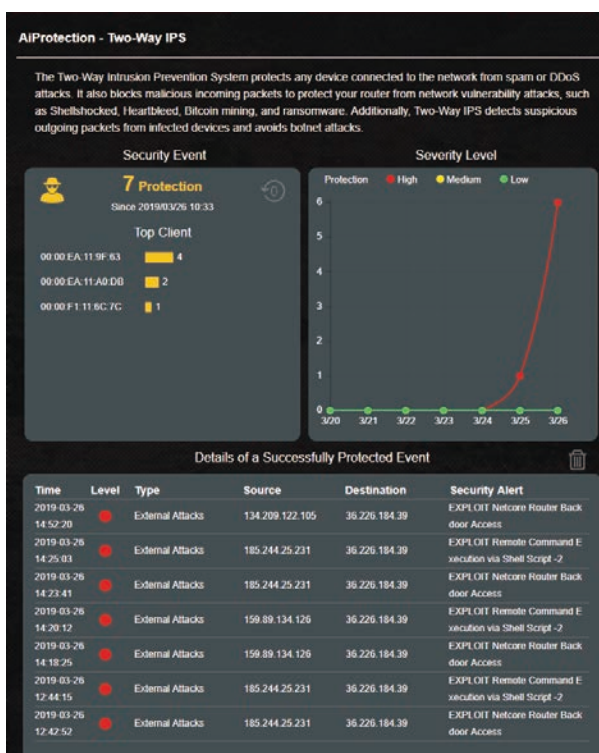 AiProtection - Two-Way IPS
The Two-Way Intrusion Prevention System protects any device connected to the network from spam or DDoS
attacks. It also blocks malicious incoming packets to protect your router from network vulnerability attacks, such
as Shellshocked, Heartbleed, Bitcoin mining, and ransomware. Additionally, Two-Way IPS detects suspicious
outgoing packets from infected devices and avoids botnet attacks.
Security Event
7 Protection
0
Since 2019/03/26 10:33
Top Client
00:00:EA:11:9F:63 4
00:00:EA:11:A0:DB 2
00:00:F1:11:6C:7C 1
Severity Level
Protection High Medium Low
6
5
4
3
2
1
0
3/20 3/21 3/22 3/23 3/24 3/25 3/26
Details of a Successfully Protected Event
Time Level Type Source Destination Security Alert
2019-03-26 EXPLOIT Netcore Router Back
14:52:20 External Attacks 134.209.122.105 36.226.184.39 door Access
2019-03-26 EXPLOIT Remote Command E
14:25:03 External Attacks 185.244.25.231 36.226.184.39 xecution via Shell Script -2
2019-03-26 EXPLOIT Netcore Router Back
14:23:41 External Attacks 185.244.25.231 36.226.184.39 door Access
2019-03-26 EXPLOIT Remote Command E
14:20:12 External Attacks 159.89.134.126 36.226.184.39 xecution via Shell Script -2
2019-03-26 EXPLOIT Netcore Router Back
14:18:25 External Attacks 159.89.134.126 36.226.184.39 door Access
2019-03-26 EXPLOIT Remote Command E
12:44:15 External Attacks 185.244.25.231 36.226.184.39 xecution via Shell Script -2
2019-03-26 EXPLOIT Netcore Router Back
12:42:52 External Attacks 185.244.25.231 36.226.184.39 door Access